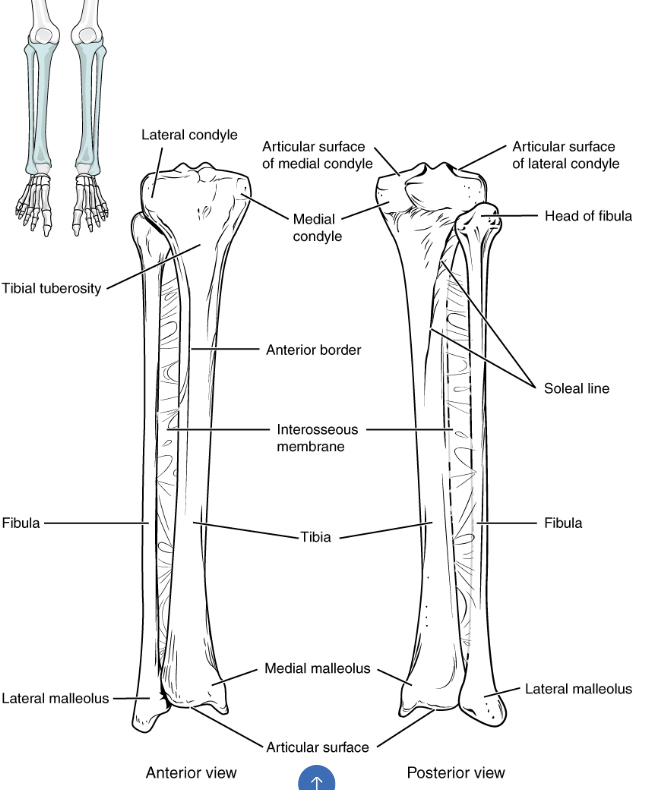 Lateral condyle
Articular surface
of medial condyle
Articular surface
of lateral condyle
Medial
condyle
Head of fibula
Tibial tuberosity
Anterior border
Soleal line
Interosseous
membrane
Fibula
Tibia
Fibula
Medial malleolus
Lateral malleolus
Lateral malleolus
Articular surface
Anterior view
Posterior view